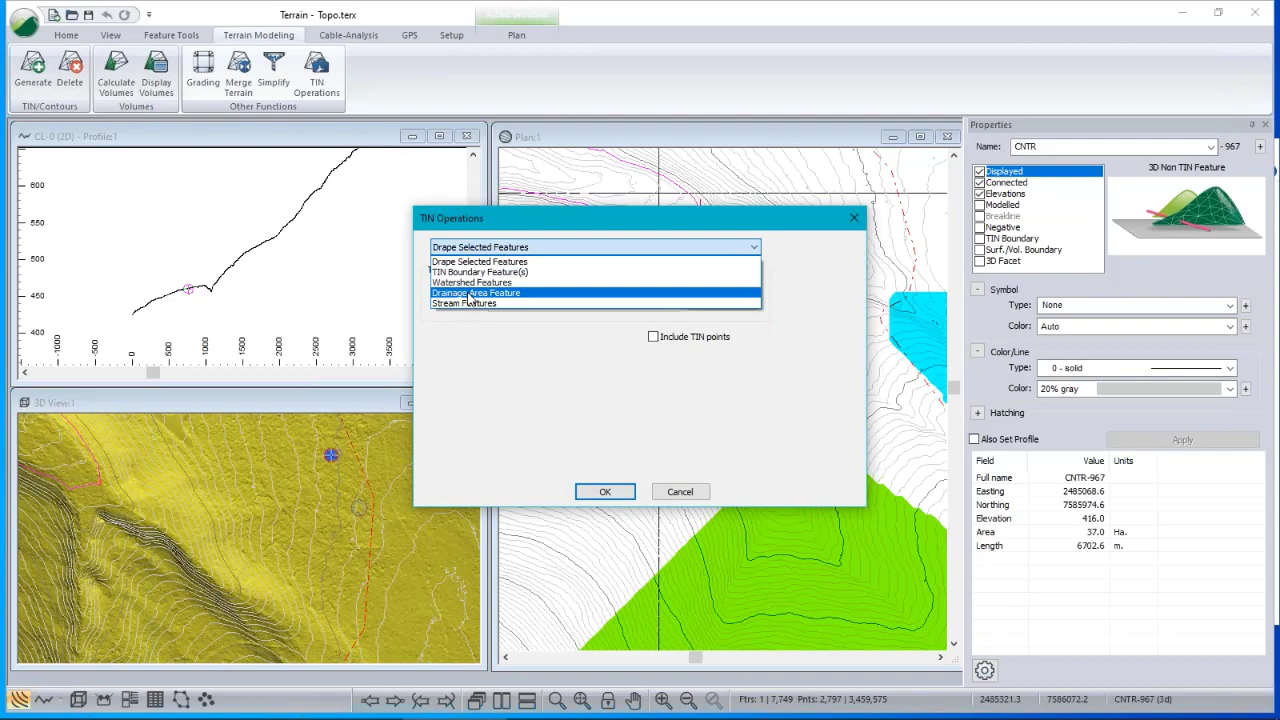 Terrain - Topo.terx
Home View Feature Tools Terrain Modeling Cable-Analysis GPS Setup Plan
Generate Delete Calculate Volumes Display Volumes Grading Merge Terrain Simplify TIN Operations
TIN/Contours Volumes Other Functions
CL-0 (2D) - Profile:1
600
550
500
450
400
-1000 -500 0 500 1000 1500 2000 2500 3000 3500
3D View:1
Plan:1
TIN Operations
Drape Selected Features
Drape Selected Features
TIN Boundary Feature(s)
Watershed Features
Drainage Area Feature
Stream Features
Include TIN points
OK Cancel
Properties
Name: CNTR - 967
Displayed
Connected
Elevations
Modelled
Breakline
Negative
TIN Boundary
Surf./Vol. Boundary
3D Facet
3D Non TIN Feature
Symbol
Type: None
Color: Auto
Color/Line
Type: 0 - solid
Color: 20% gray
Hatching
Also Set Profile Apply
Field Value Units
Full name CNTR-967
Easting 2485068.6
Northing 7585974.6
Elevation 416.0
Area 37.0 Ha.
Length 6702.6 m.
Ftrs: 1 | 7,749 Pnts: 2,797 | 3,459,575 2485321.3 7586072.2 CNTR-967 (3d)